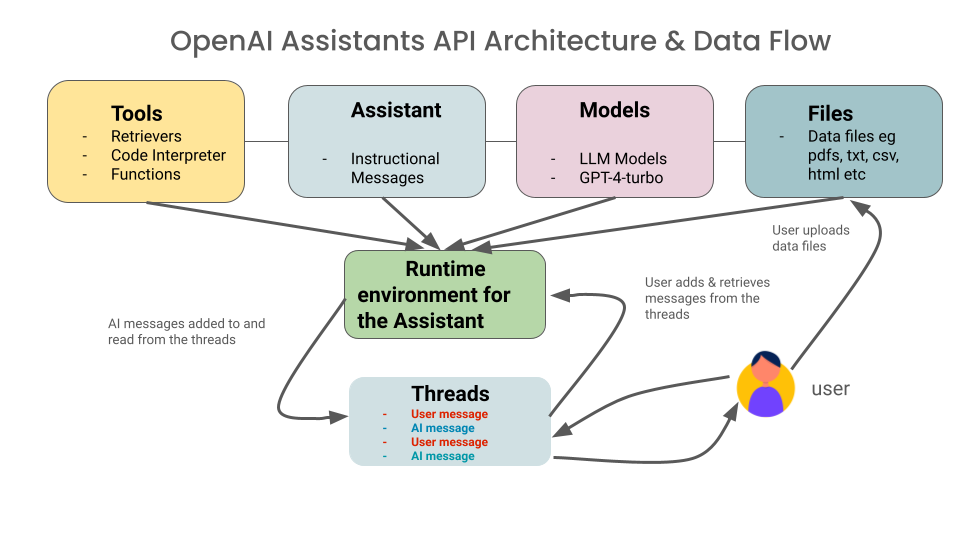 OpenAI Assistants API Architecture & Data Flow
Tools
- Retrievers
- Code Interpreter
- Functions
Assistant
- Instructional
Messages
Models
- LLM Models
- GPT-4-turbo
Files
- Data files eg
pdfs, txt, csv,
html etc
User uploads
data files
Runtime
environment for
the Assistant
User adds & retrieves
messages from the
threads
AI messages added to and
read from the threads
Threads
- User message
- AI message
- User message
- AI message
user